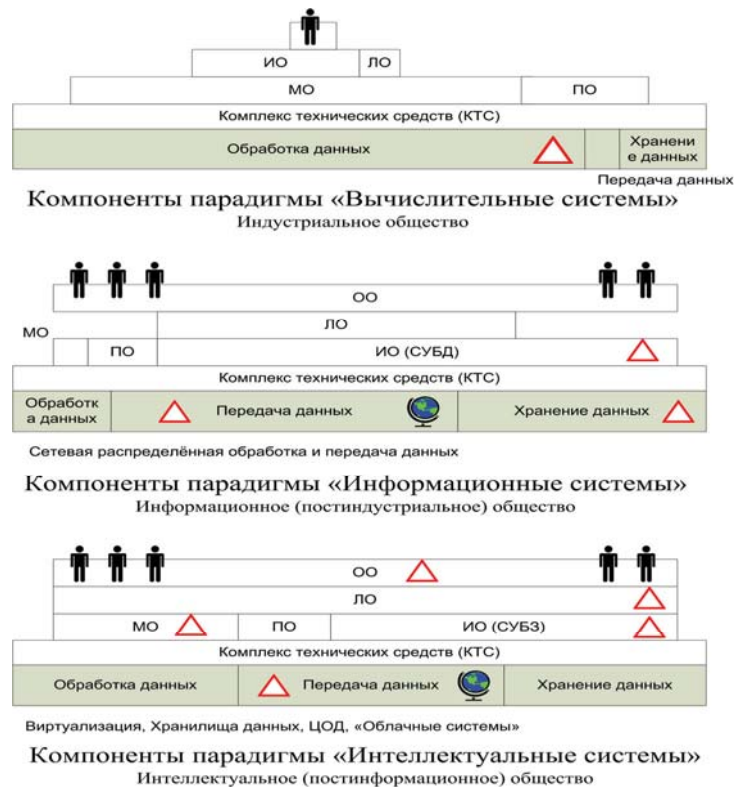 ИО ЛО
МО ПО
Комплекс технических средств (КТС)
Обработка данных Хранени
е данных
Передача данных
Компоненты парадигмы «Вычислительные системы»
Индустриальное общество
ОО
МО ЛО
ПО ИО (СУБД)
Комплекс технических средств (КТС)
Обработк
а данных Передача данных Хранение данных
Сетевая распределённая обработка и передача данных
Компоненты парадигмы «Информационные системы»
Информационное (постиндустриальное) общество
ОО
ЛО
МО ПО ИО (СУБЗ)
Комплекс технических средств (КТС)
Обработка данных Передача данных Хранение данных
Виртуализация, Хранилища данных, ЦОД, «Облачные системы»
Компоненты парадигмы «Интеллектуальные системы»
Интеллектуальное (постинформационное) общество